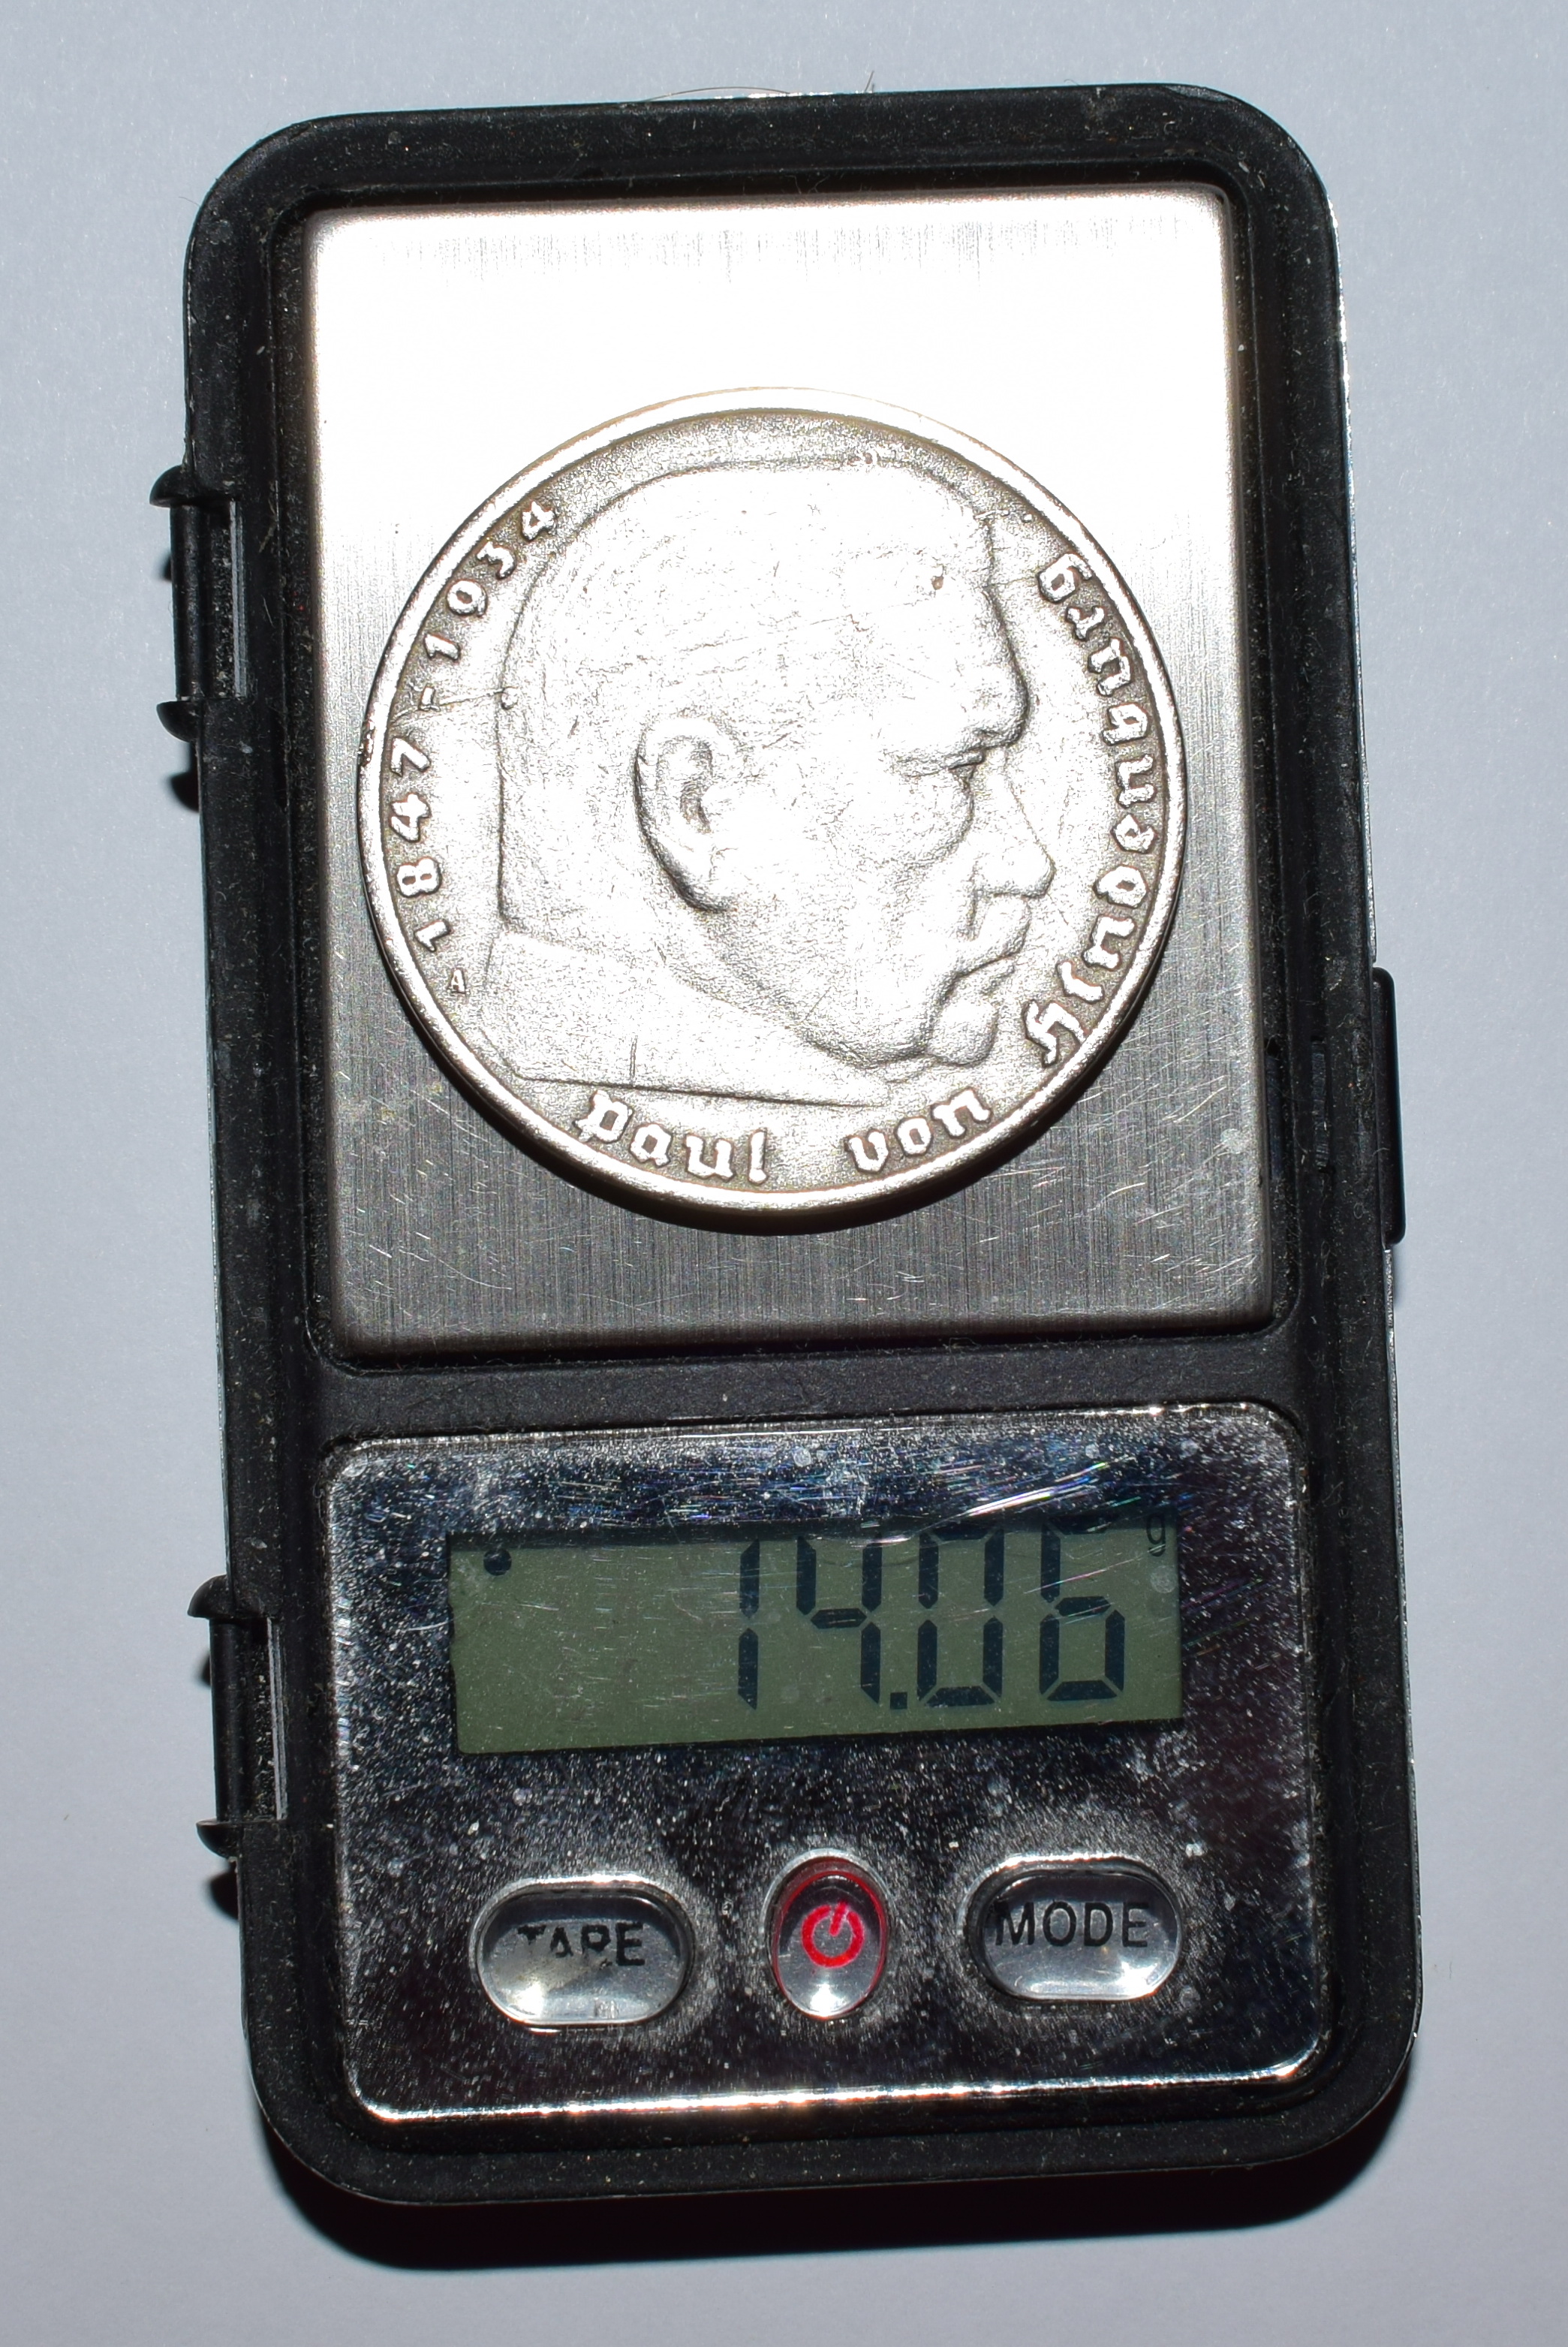 1847-1934
Paul von Hindenburg
A
14.06 g
TARE
MODE